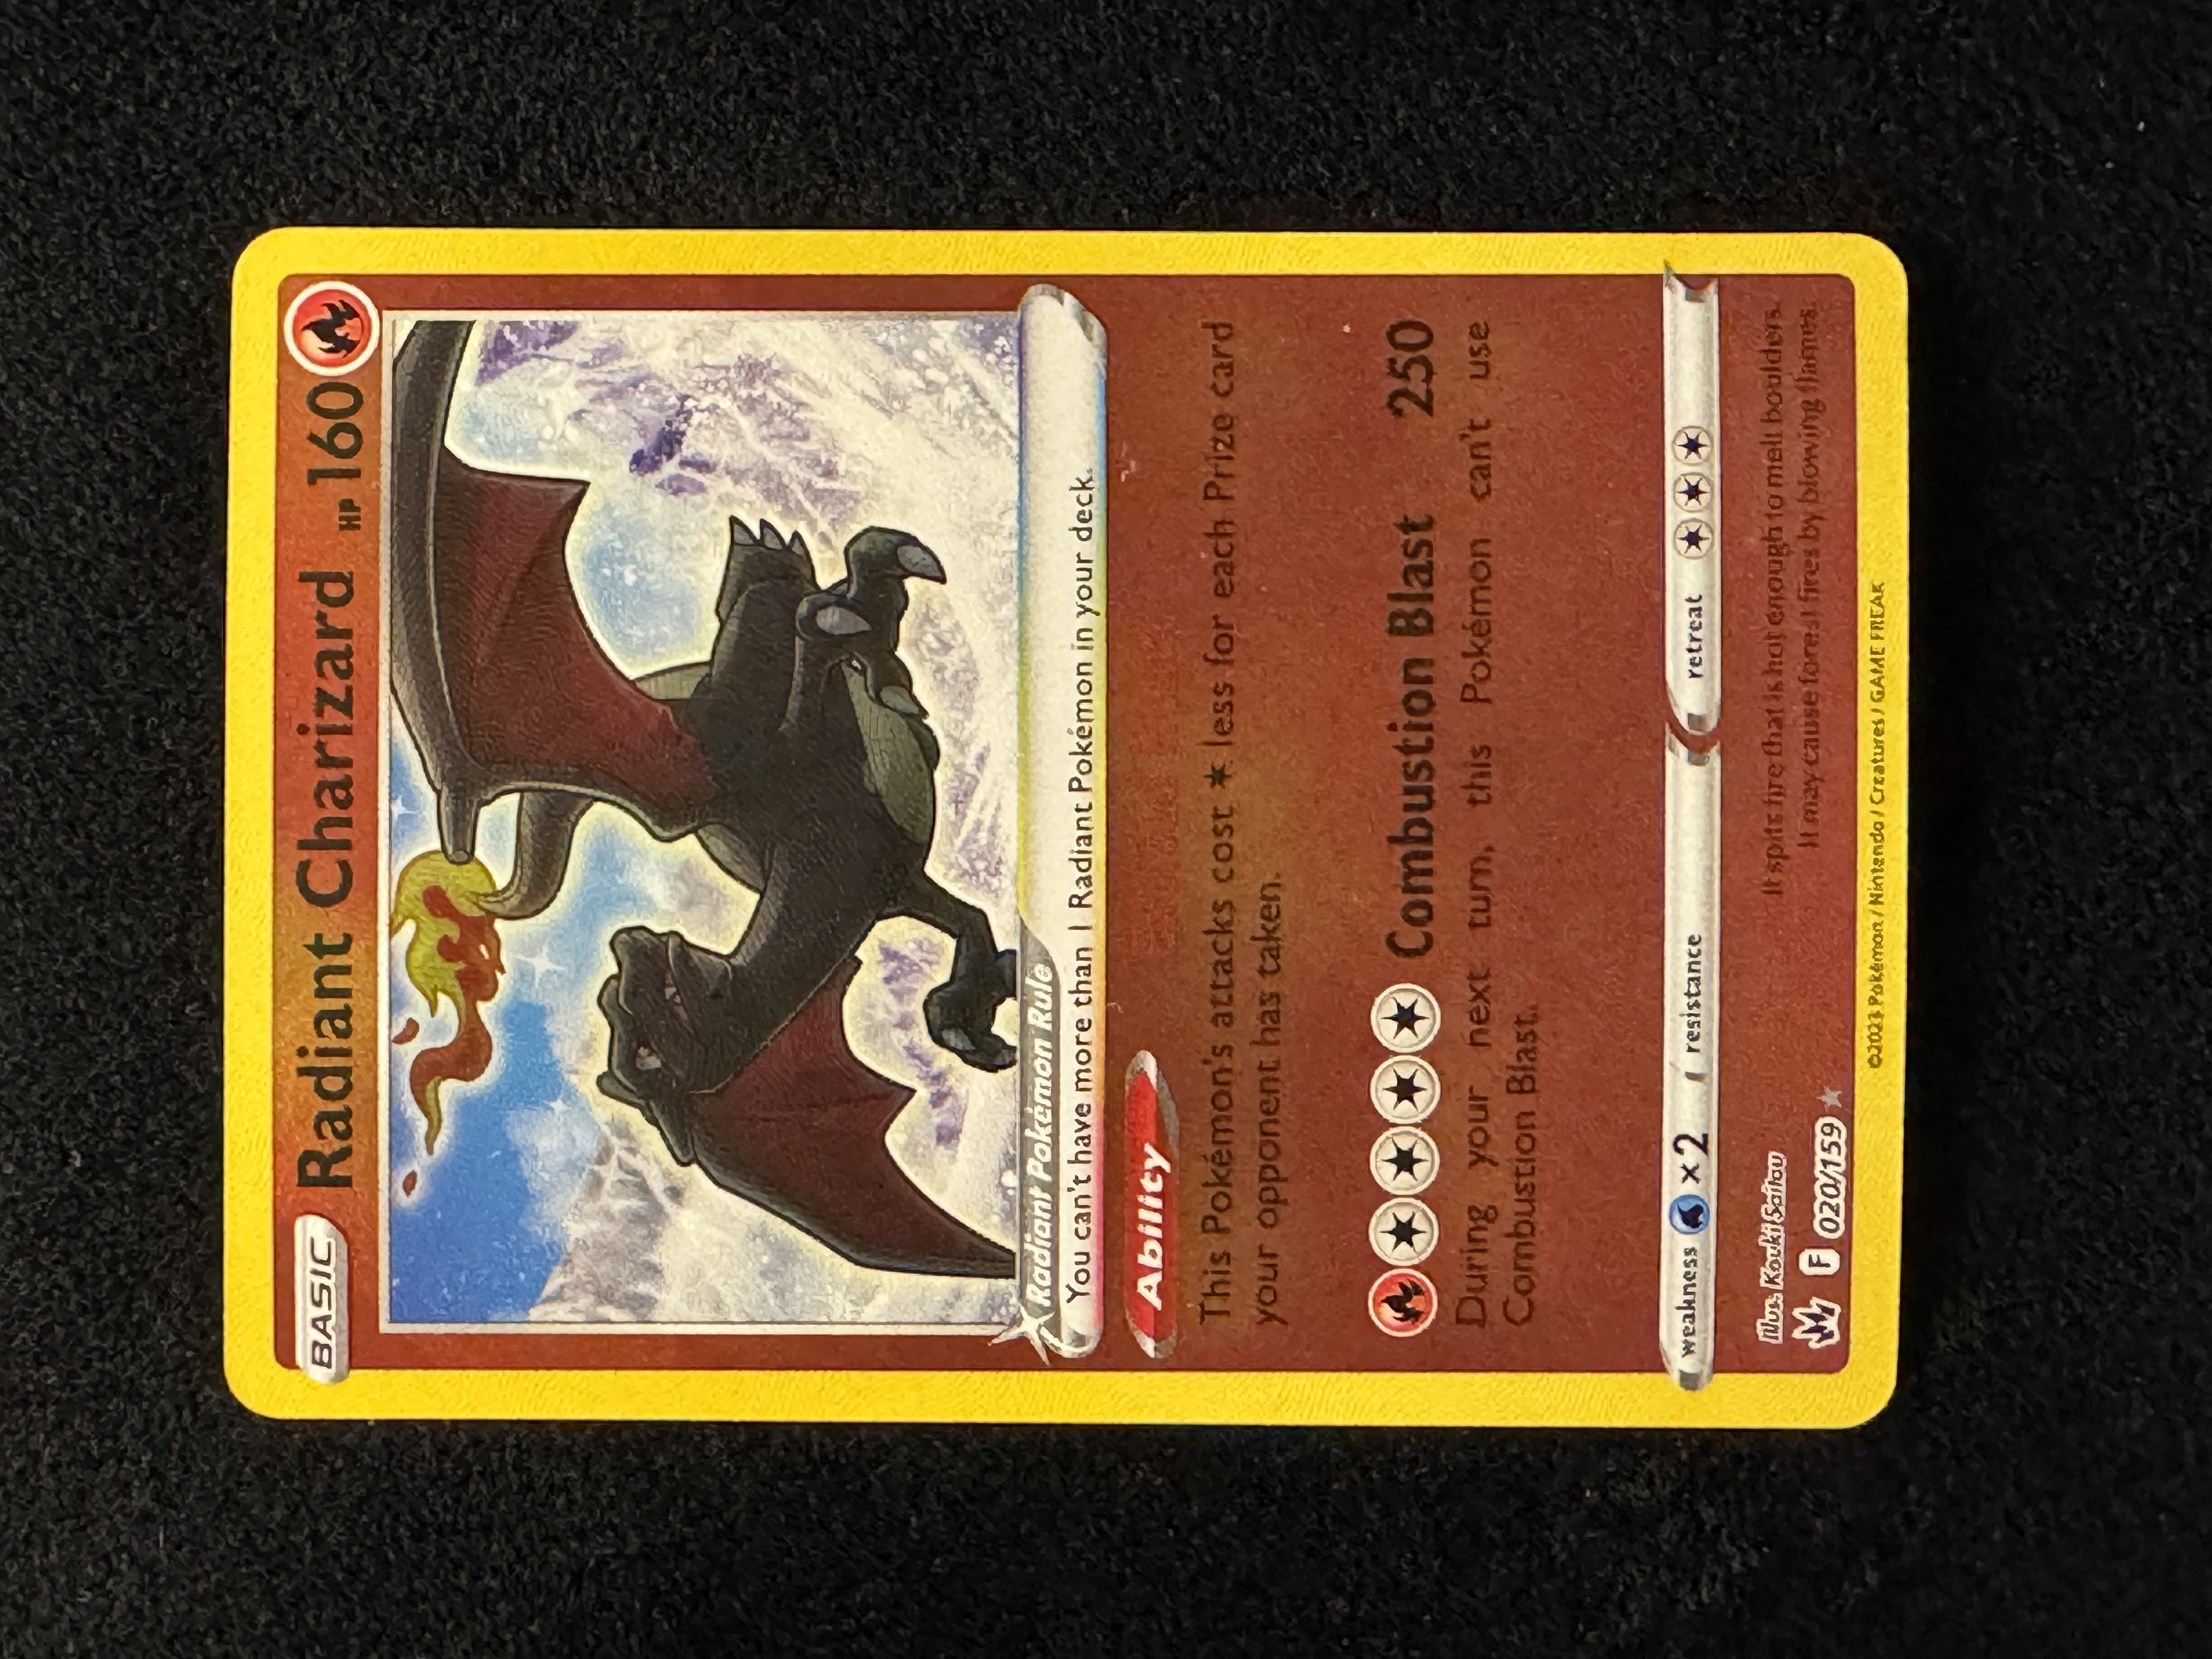 BASIC
Radiant Charizard HP 160
Radiant Pokémon Rule
You can't have more than 1 Radiant Pokémon in your deck.
Ability
This Pokémon's attacks cost less for each Prize card
your opponent has taken.
Combustion Blast 250
During your next turn, this Pokémon can't use
Combustion Blast.
weakness ×2 resistance retreat
Illus. Kouki Saitou
F 020/159
It spits fire that is hot enough to melt boulders.
It may cause forest fires by blowing flames.
©2023 Pokémon / Nintendo / Creatures / GAME FREAK